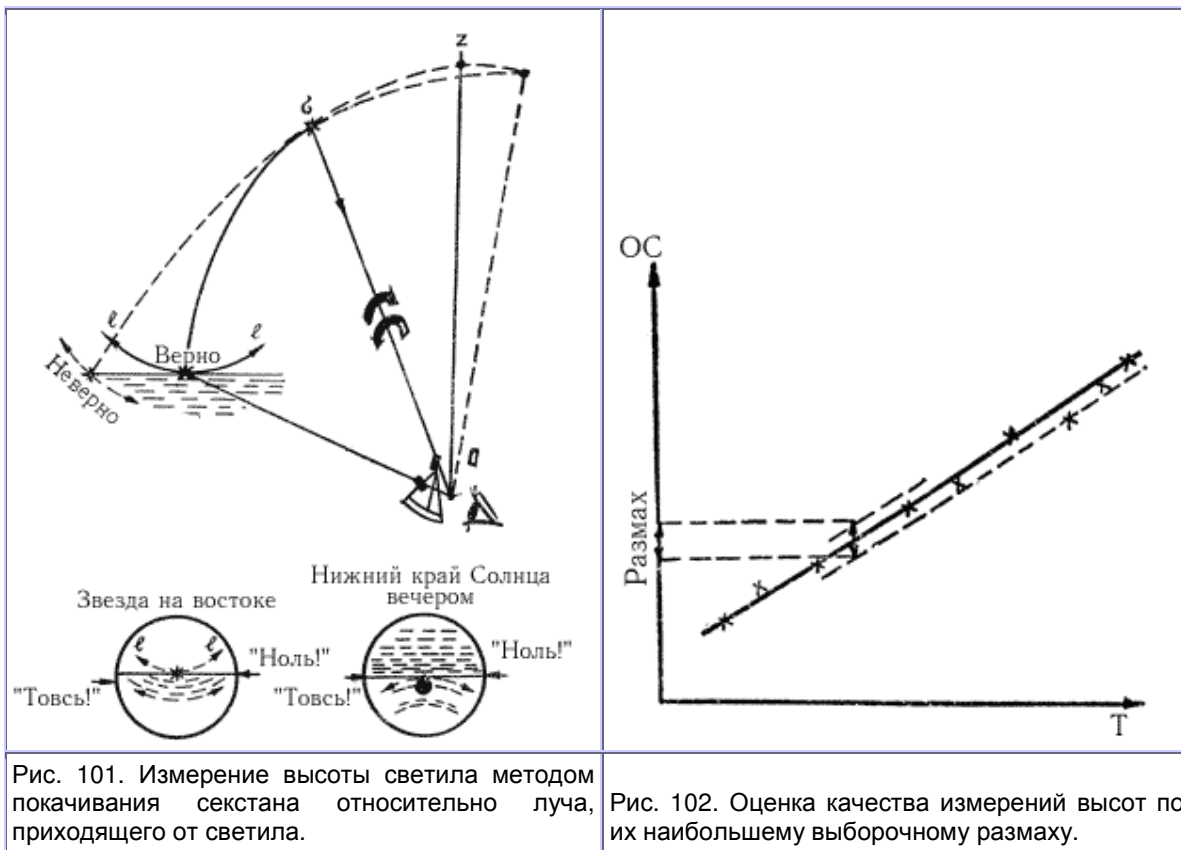 z
ʔ
ℓ
ℓ
Верно
Неверно
Нижний край Солнца
вечером
Звезда на востоке
ℓ
ℓ
"Ноль!"
"Товсь!"
"Ноль!"
"Товсь!"
Рис. 101. Измерение высоты светила методом
покачивания секстана относительно луча,
приходящего от светила.
ОС
Размах
Т
Рис. 102. Оценка качества измерений высот по
их наибольшему выборочному размаху.